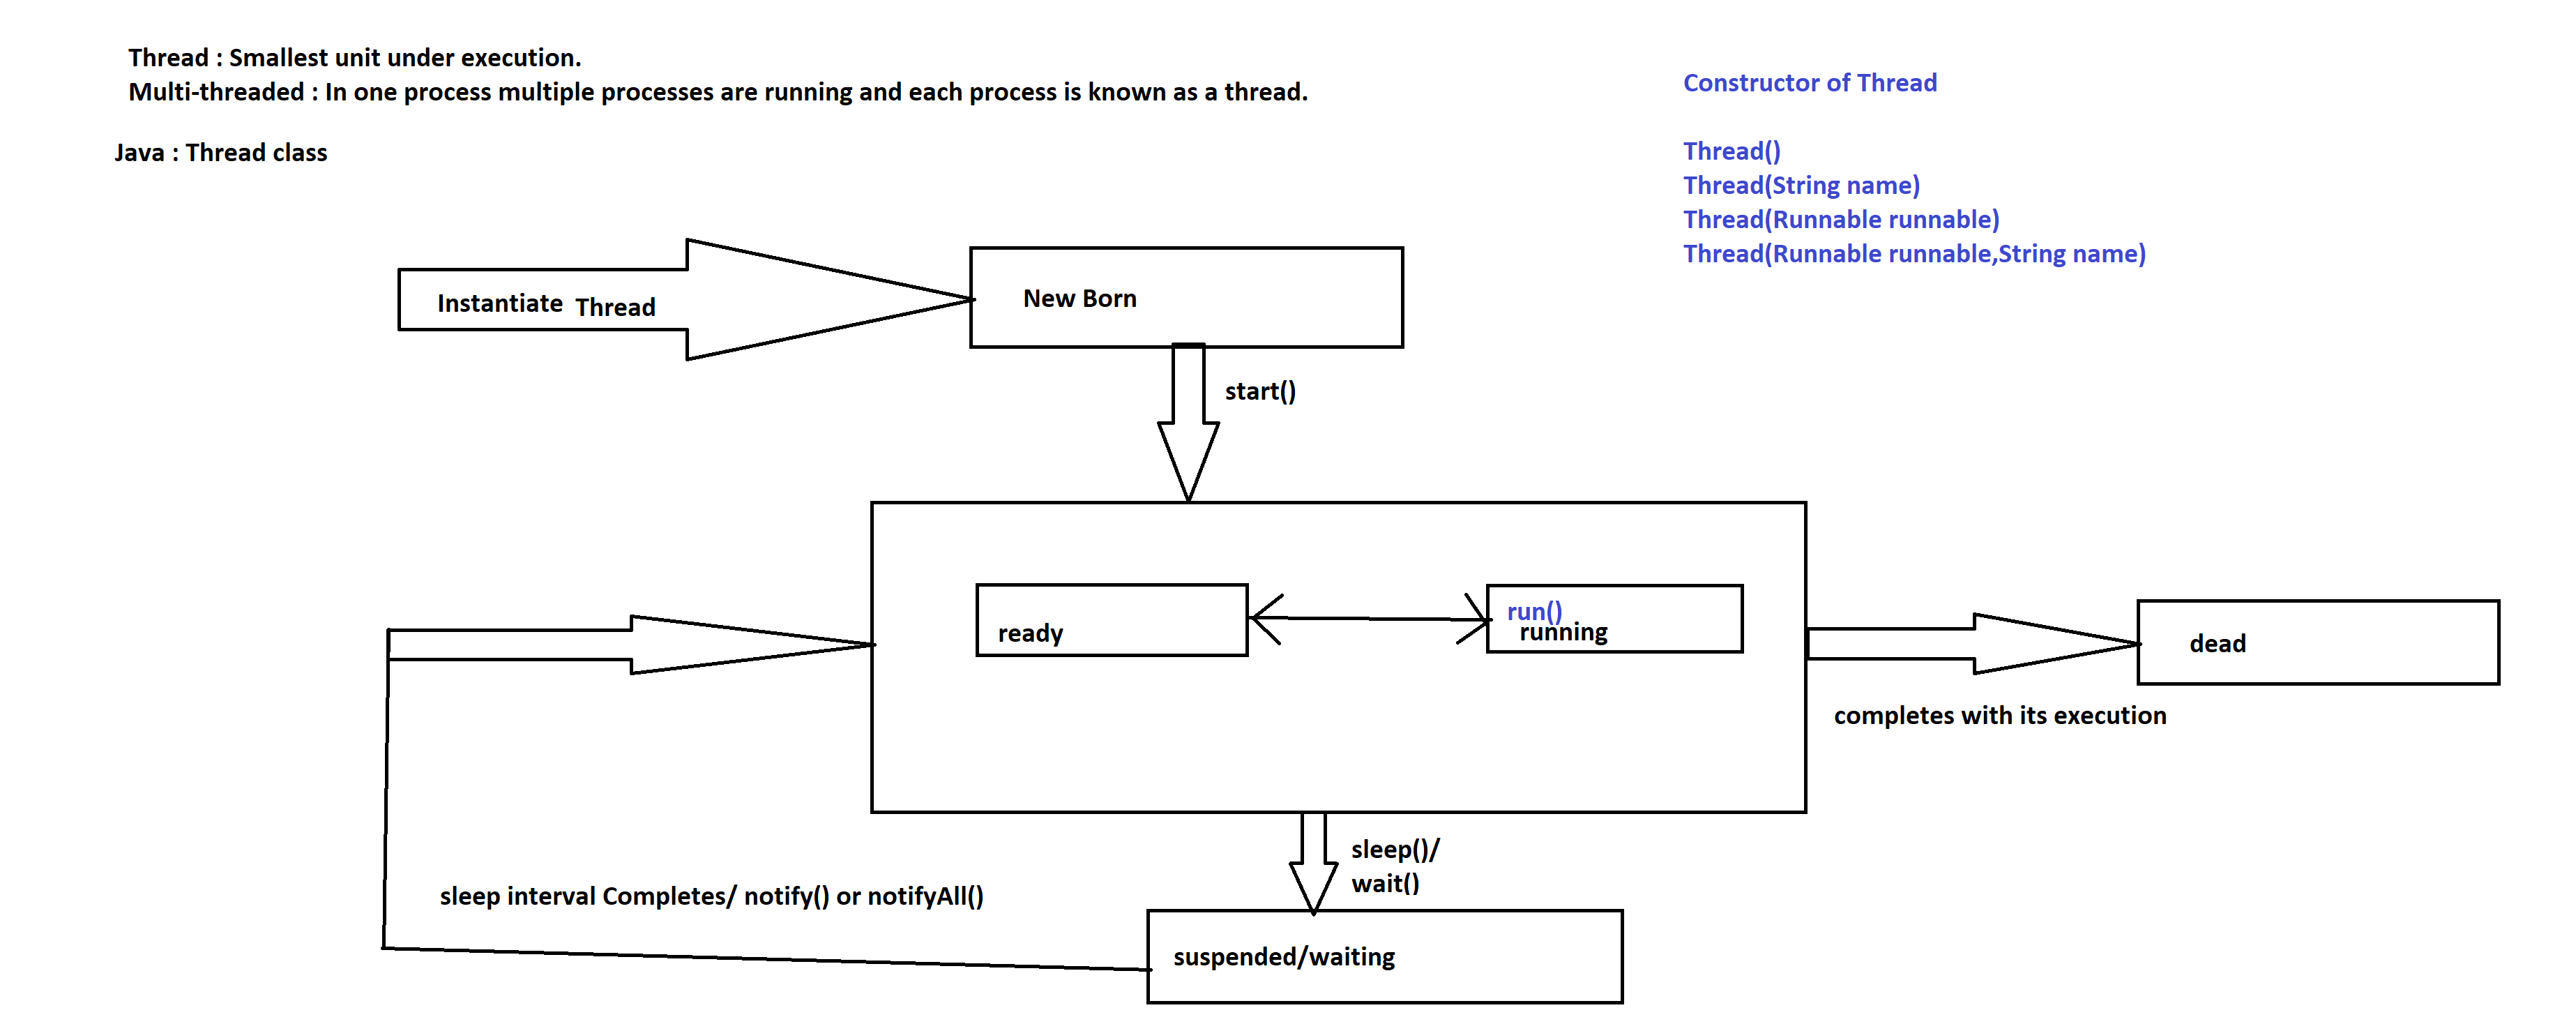 Thread : Smallest unit under execution.
Multi-threaded : In one process multiple processes are running and each process is known as a thread.
Java : Thread class
Constructor of Thread
Thread()
Thread(String name)
Thread(Runnable runnable)
Thread(Runnable runnable,String name)
Instantiate Thread
New Born
start()
ready
run()
running
dead
completes with its execution
sleep()/
wait()
sleep interval Completes/ notify() or notifyAll()
suspended/waiting